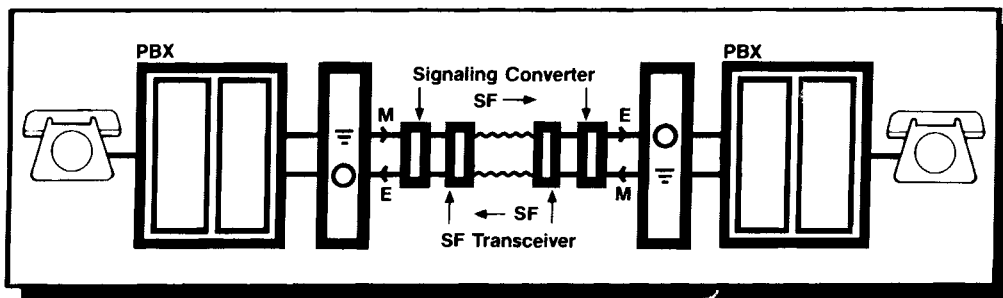 PBX
PBX
Signaling Converter
SF →
M
E
E
M
← SF
SF Transceiver